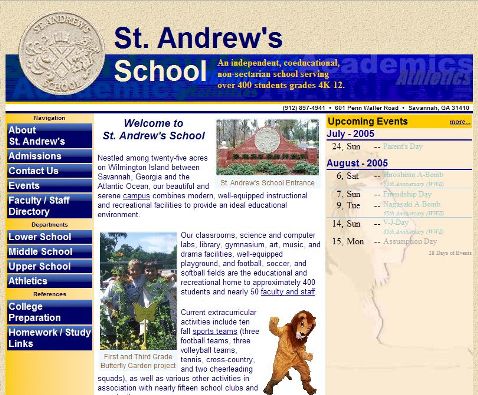 ST. ANDREW'S
SCHOOL
St. Andrew's
School
An independent, coeducational,
non-sectarian school serving
over 400 students grades 4K 12.
Academics
Athletics
(912) 897-4941 • 601 Penn Waller Road • Savannah, GA 31410
Navigation
About
St. Andrew's
Admissions
Contact Us
Events
Faculty / Staff
Directory
Departments
Lower School
Middle School
Upper School
Athletics
References
College
Preparation
Homework / Study
Links
Welcome to
St. Andrew's School
Nestled among twenty-five acres
on Wilmington Island between
Savannah, Georgia and the
Atlantic Ocean, our beautiful and
serene campus combines modern, well-equipped instructional
and recreational facilities to provide an ideal educational
environment.
St. Andrew's School Entrance
Our classrooms, science and computer
labs, library, gymnasium, art, music, and
drama facilities, well-equipped
playground, and football, soccer, and
softball fields are the educational and
recreational home to approximately 400
students and nearly 50 faculty and staff.
Current extracurricular
activities include ten
fall sports teams (three
football teams, three
volleyball teams,
tennis, cross-country,
and two cheerleading
squads), as well as various other activities in
association with nearly fifteen school clubs and
First and Third Grade
Butterfly Garden project
Upcoming Events more...
July - 2005
24, Sun -- Parent's Day
August - 2005
6, Sat -- Hiroshima A-Bomb
7, Sun -- Friendship Day
9, Tue -- Nagasaki A-Bomb
14, Sun -- V-J-Day
15, Mon -- Assumption Day
28 Days of Events